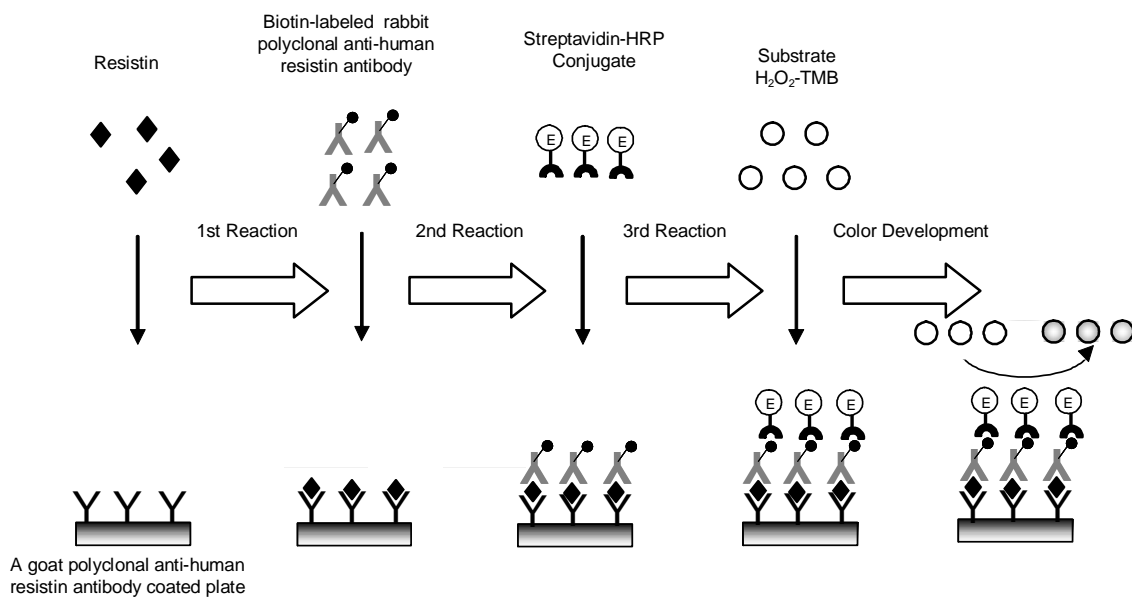 Resistin
Biotin-labeled rabbit
polyclonal anti-human
resistin antibody
Streptavidin-HRP
Conjugate
Substrate
H₂O₂-TMB
E E E
1st Reaction
2nd Reaction
3rd Reaction
Color Development
E E E
E E E
A goat polyclonal anti-human
resistin antibody coated plate